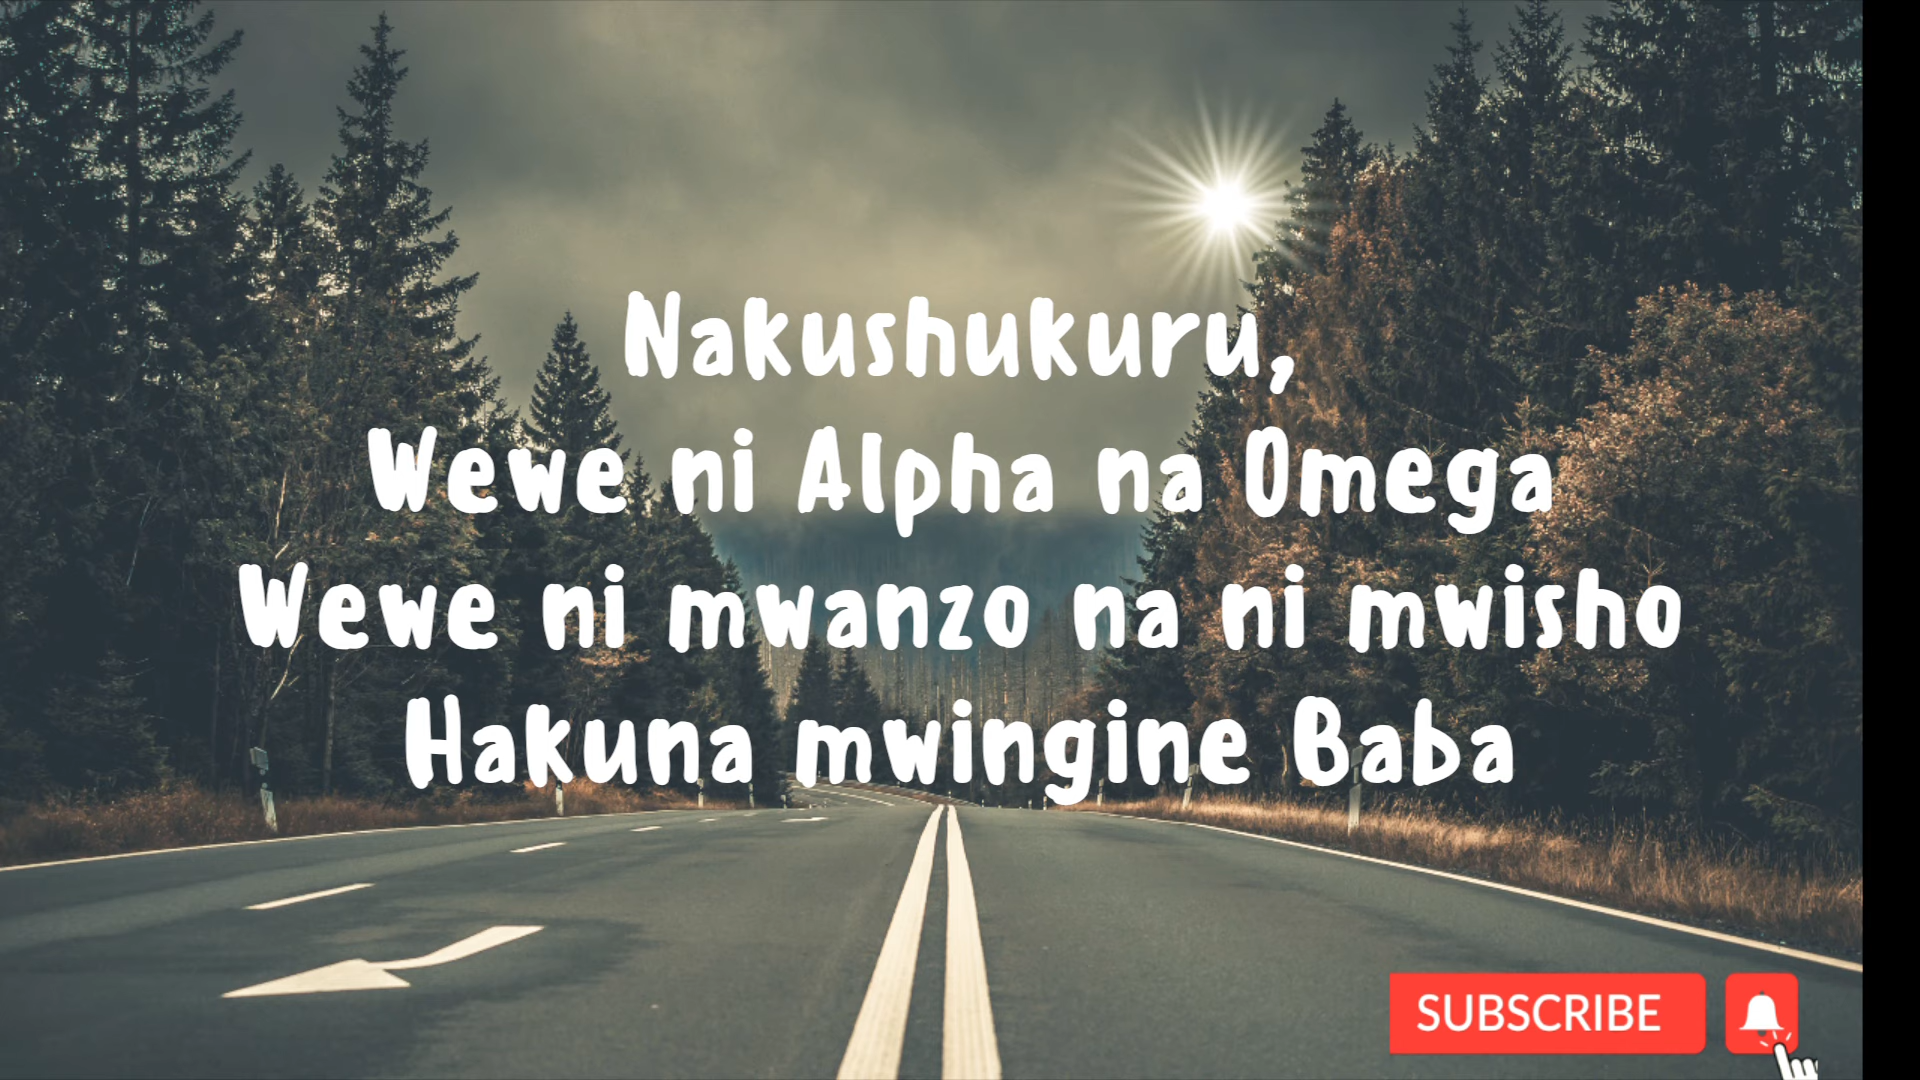 Nakushukuru,
Wewe ni Alpha na Omega
Wewe ni mwanzo na ni mwisho
Hakuna mwingine Baba
SUBSCRIBE